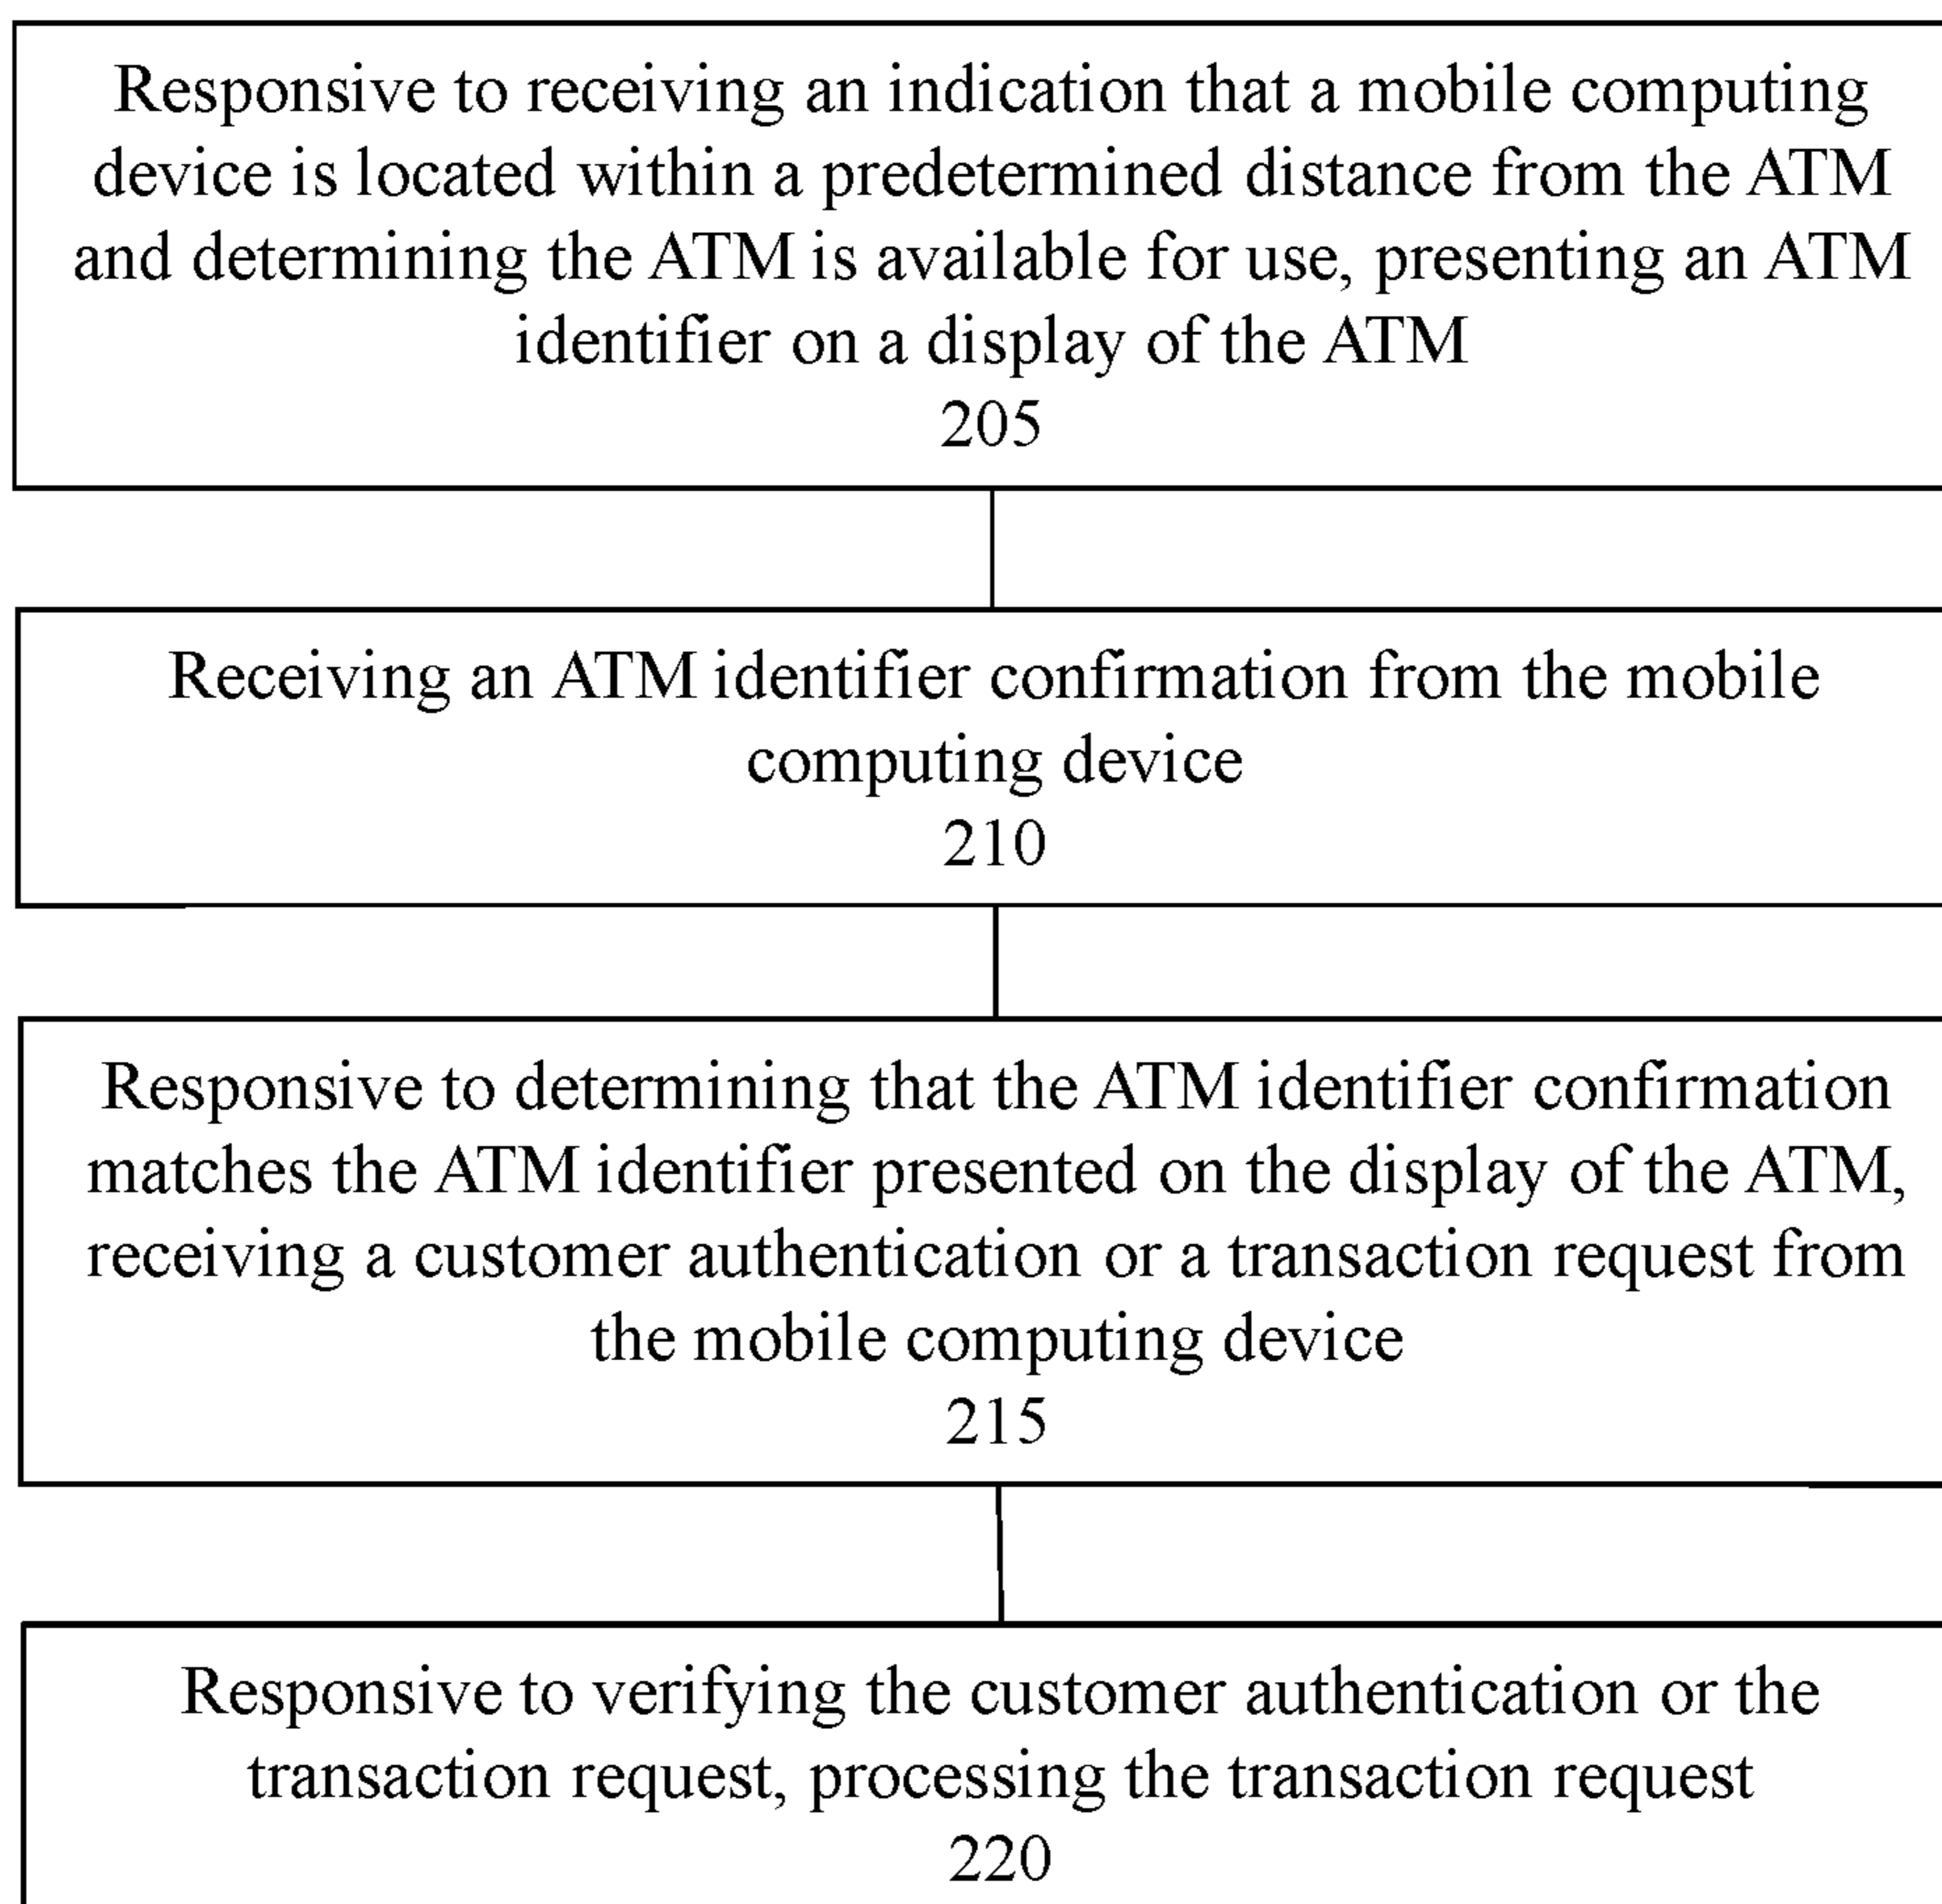 Responsive to receiving an indication that a mobile computing
device is located within a predetermined distance from the ATM
and determining the ATM is available for use, presenting an ATM
identifier on a display of the ATM
205
Receiving an ATM identifier confirmation from the mobile
computing device
210
Responsive to determining that the ATM identifier confirmation
matches the ATM identifier presented on the display of the ATM,
receiving a customer authentication or a transaction request from
the mobile computing device
215
Responsive to verifying the customer authentication or the
transaction request, processing the transaction request
220